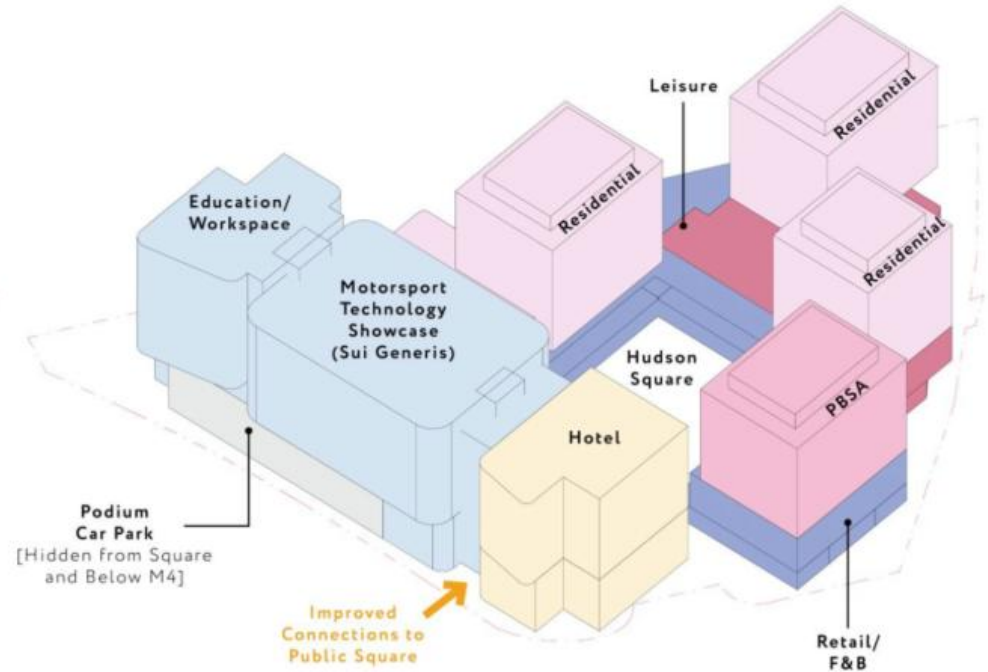 Leisure
Residential
Residential
Education/
Workspace
Residential
Motorsport
Technology
Showcase
(Sui Generis)
Hudson
Square
PBSA
Hotel
Podium
Car Park
[Hidden from Square
and Below M4]
Improved
Connections to
Public Square
Retail/
F&B